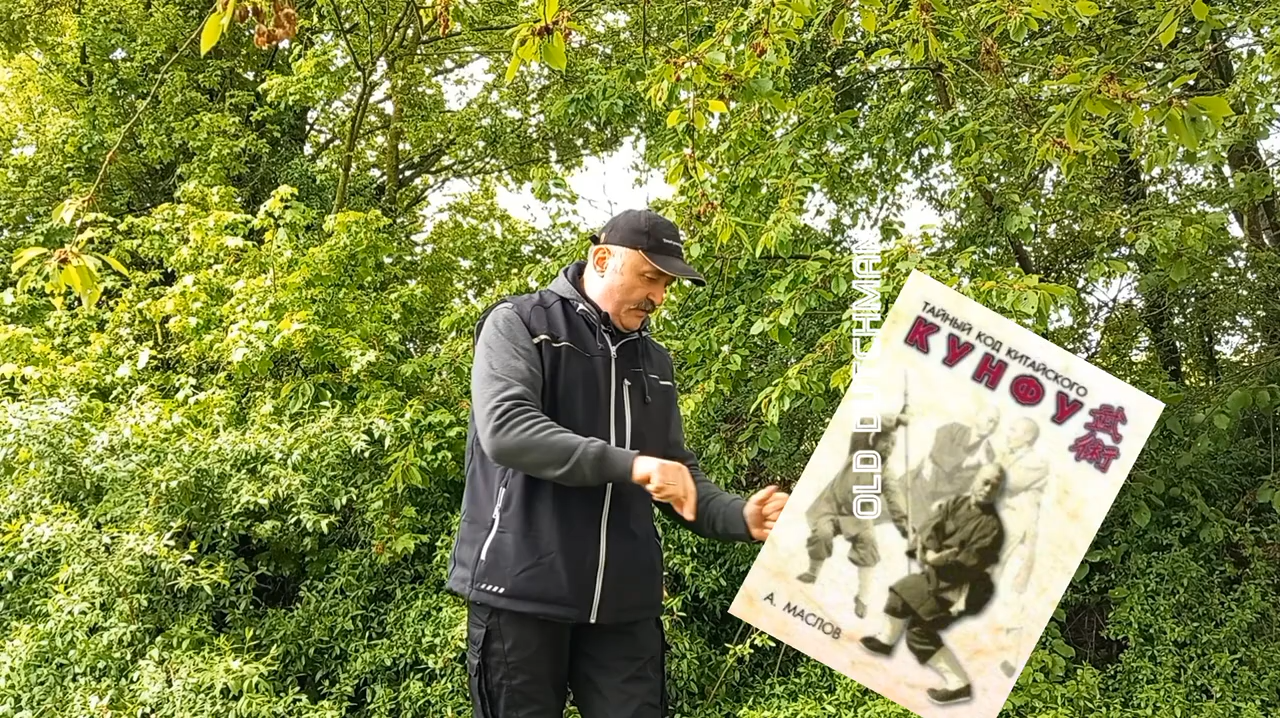 OLD DUTCHMAN
ТАЙНЫЙ КОД КИТАЙСКОГО
КУНФУ
武術
А. МАСЛОВ